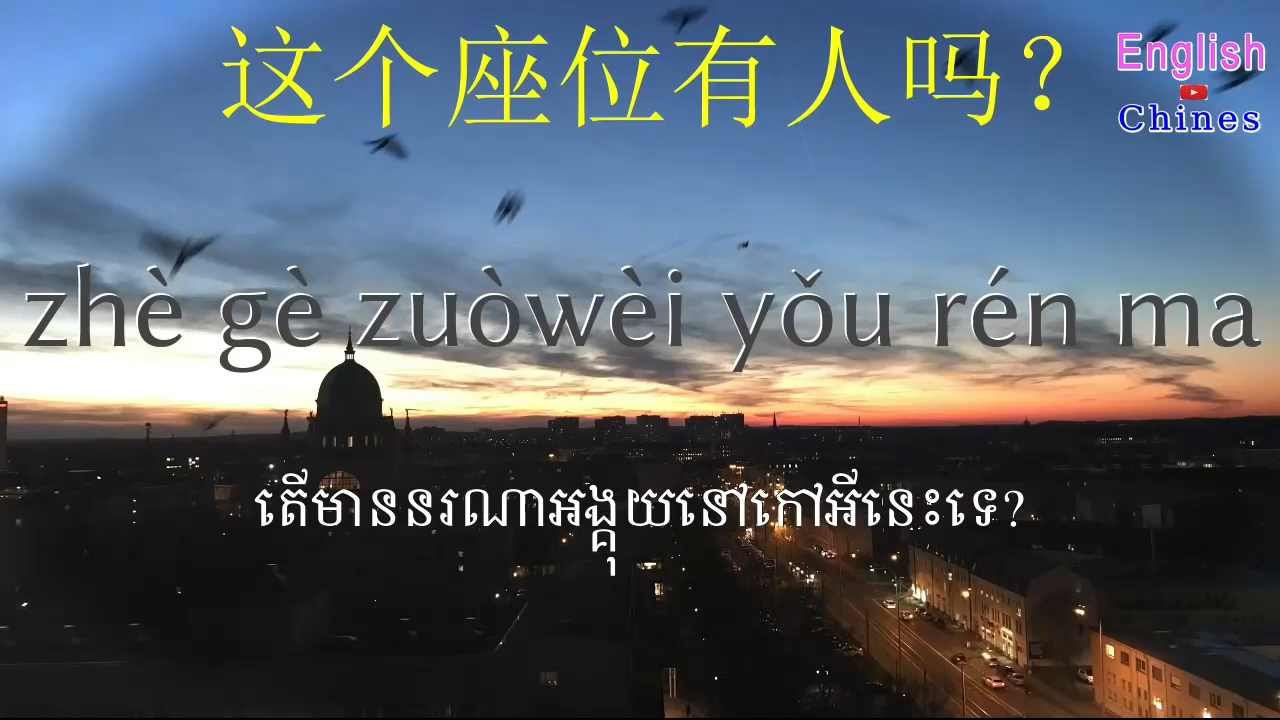 这个座位有人吗？
English
Chines
zhè gè zuòwèi yǒu rén ma
តើមាននរណាអង្គុយនៅកៅអីនេះទេ?